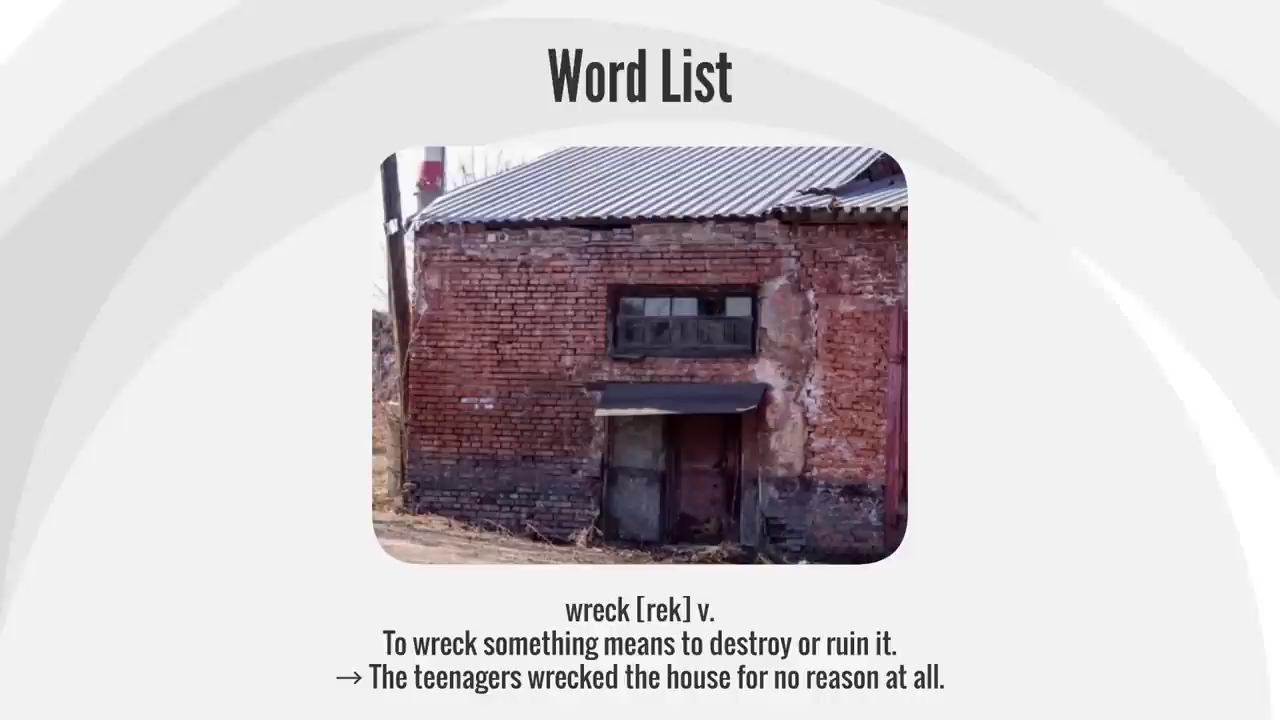 Word List
wreck [rek] v.
To wreck something means to destroy or ruin it.
→ The teenagers wrecked the house for no reason at all.